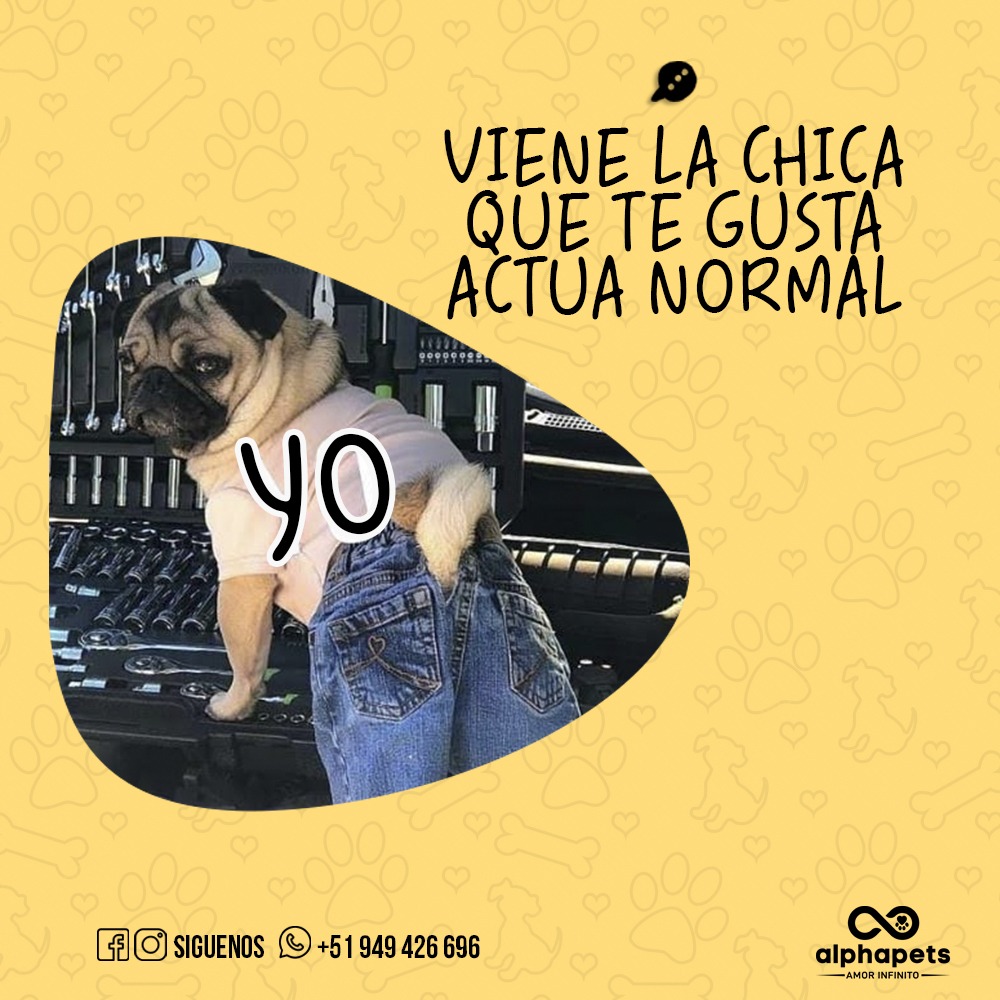 VIENE LA CHICA
QUE TE GUSTA
ACTUA NORMAL
YO
SIGUENOS +51 949 426 696
alphapets
AMOR INFINITO